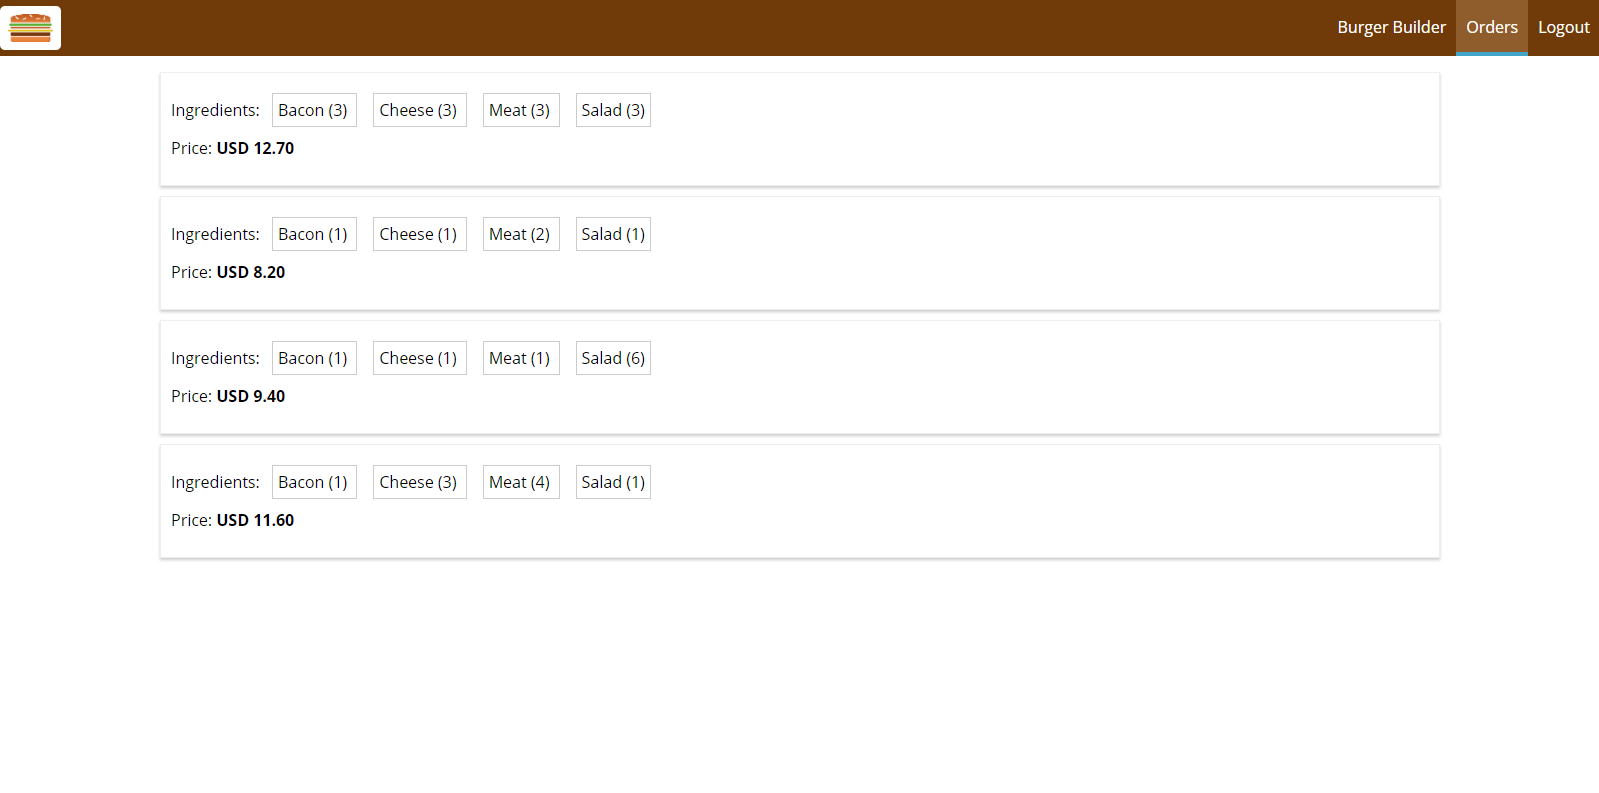 Burger Builder Orders Logout
Ingredients: Bacon (3) Cheese (3) Meat (3) Salad (3)
Price: USD 12.70
Ingredients: Bacon (1) Cheese (1) Meat (2) Salad (1)
Price: USD 8.20
Ingredients: Bacon (1) Cheese (1) Meat (1) Salad (6)
Price: USD 9.40
Ingredients: Bacon (1) Cheese (3) Meat (4) Salad (1)
Price: USD 11.60